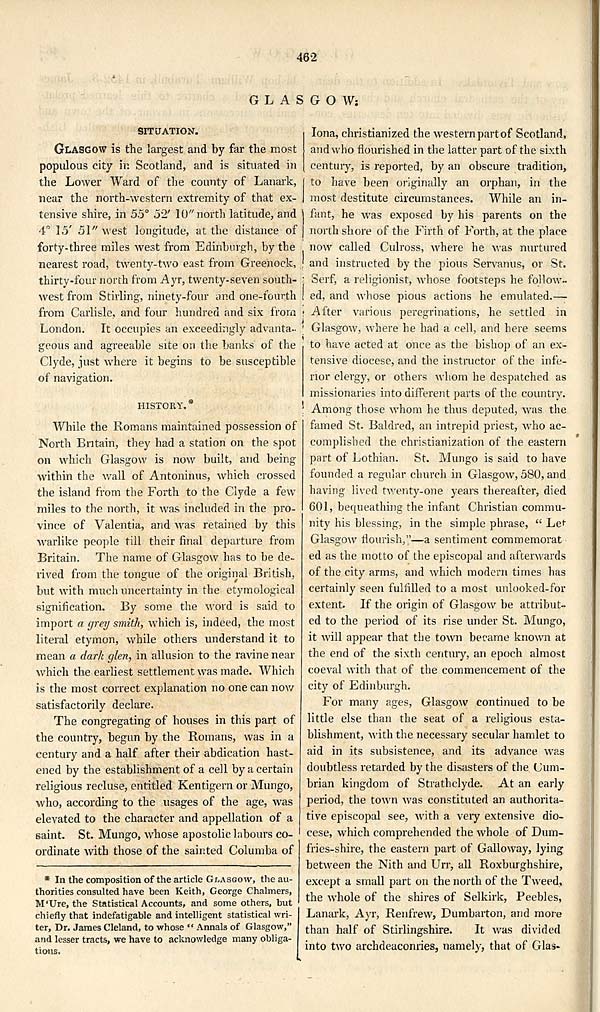 462
GLASGOW:
SITUATION.
GLASGOW is the largest and by far the most
populous city in Scotland, and is situated in
the Lower Ward of the county of Lanark,
near the north-western extremity of that ex-
tensive shire, in 55° 52' 10" north latitude, and
4° 15' 51" west longitude, at the distance of
forty-three miles west from Edinburgh, by the
nearest road, twenty-two east from Greenock,
thirty-four north from Ayr, twenty-seven south-
west from Stirling, ninety-four and one-fourth
from Carlisle, and four hundred and six from
London. It occupies an exceedingly advanta-
geous and agreeable site on the banks of the
Clyde, just where it begins to be susceptible
of navigation.
HISTORY.*
While the Romans maintained possession of
North Britain, they had a station on the spot
on which Glasgow is now built, and being
within the wall of Antoninus, which crossed
the island from the Forth to the Clyde a few
miles to the north, it was included in the pro-
vince of Valentia, and was retained by this
warlike people till their final departure from
Britain. The name of Glasgow has to be de-
rived from the tongue of the original British,
but with much uncertainty in the etymological
signification. By some the word is said to
import a grey smith, which is, indeed, the most
literal etymon, while others understand it to
mean a dark glen, in allusion to the ravine near
which the earliest settlement was made. Which
is the most correct explanation no one can now
satisfactorily declare.
The congregating of houses in this part of
the country, begun by the Romans, was in a
century and a half after their abdication hast-
ened by the establishment of a cell by a certain
religious recluse, entitled Kentigern or Mungo,
who, according to the usages of the age, was
elevated to the character and appellation of a
saint. St. Mungo, whose apostolic labours co-
ordinate with those of the sainted Columba of
* In the composition of the article GLASGOW, the au-
thorities consulted have been Keith, George Chalmers,
M'Ure, the Statistical Accounts, and some others, but
chiefly that indefatigable and intelligent statistical wri-
ter, Dr. James Cleland, to whose "Annals of Glasgow,"
and lesser tracts, we have to acknowledge many obliga-
tions.
Iona, christianized the western part of Scotland,
and who flourished in the latter part of the sixth
century, is reported, by an obscure tradition,
to have been originally an orphan, in the
most destitute circumstances. While an in-
fant, he was exposed by his parents on the
north shore of the Firth of Forth, at the place
now called Culross, where he was nurtured
and instructed by the pious Servanus, or St.
Serf, a religionist, whose footsteps he follow-
ed, and whose pious actions he emulated.—
After various peregrinations, he settled in
Glasgow, where he had a cell, and here seems
to have acted at once as the bishop of an ex-
tensive diocese, and the instructor of the infe-
rior clergy, or others whom he despatched as
missionaries into different parts of the country.
Among those whom he thus deputed, was the
famed St. Baldred, an intrepid priest, who ac-
complished the christianization of the eastern
part of Lothian. St. Mungo is said to have
founded a regular church in Glasgow, 580, and
having lived twenty-one years thereafter, died
601, bequeathing the infant Christian commu-
nity his blessing, in the simple phrase, "Let
Glasgow flourish,"—a sentiment commemorat
ed as the motto of the episcopal and afterwards
of the city arms, and which modern times has
certainly seen fulfilled to a most unlooked-for
extent. If the origin of Glasgow be attribut-
ed to the period of its rise under St. Mungo,
it will appear that the town became known at
the end of the sixth century, an epoch almost
coeval with that of the commencement of the
city of Edinburgh.
For many ages, Glasgow continued to be
little else than the seat of a religious esta-
blishment, with the necessary secular hamlet to
aid in its subsistence, and its advance was
doubtless retarded by the disasters of the Cum-
brian kingdom of Strathclyde. At an early
period, the town was constituted an authorita-
tive episcopal see, with a very extensive dio-
cese, which comprehended the whole of Dum-
fries-shire, the eastern part of Galloway, lying
between the Nith and Urr, all Roxburghshire,
except a small part on the north of the Tweed,
the whole of the shires of Selkirk, Peebles,
Lanark, Ayr, Renfrew, Dumbarton, and more
than half of Stirlingshire. It was divided
into two archdeaconries, namely, that of Glas-